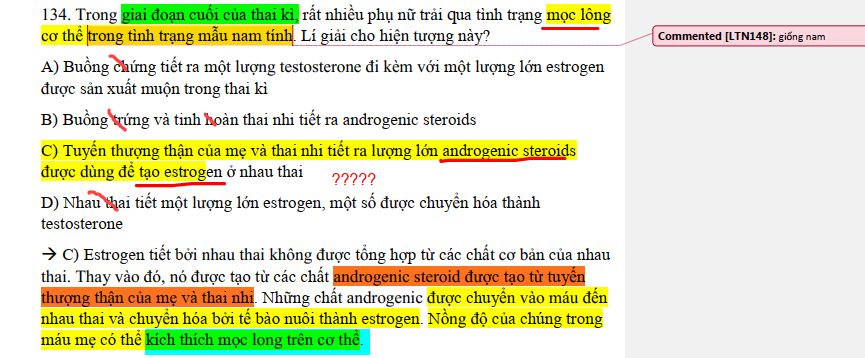 134. Trong giai đoạn cuối của thai kì, rất nhiều phụ nữ trải qua tình trạng mọc lông
cơ thể trong tình trạng mẫu nam tính. Lí giải cho hiện tượng này?
Commented [LTN148]: giống nam
A) Buồng chứng tiết ra một lượng testosterone đi kèm với một lượng lớn estrogen
được sản xuất muộn trong thai kì
B) Buồng trứng và tinh hoàn thai nhi tiết ra androgenic steroids
C) Tuyến thượng thận của mẹ và thai nhi tiết ra lượng lớn androgenic steroids
được dùng để tạo estrogen ở nhau thai
?????
D) Nhau thai tiết một lượng lớn estrogen, một số được chuyển hóa thành
testosterone
→ C) Estrogen tiết bởi nhau thai không được tổng hợp từ các chất cơ bản của nhau
thai. Thay vào đó, nó được tạo từ các chất androgenic steroid được tạo từ tuyến
thượng thận của mẹ và thai nhi. Những chất androgenic được chuyển vào máu đến
nhau thai và chuyển hóa bởi tế bào nuôi thành estrogen. Nồng độ của chúng trong
máu mẹ có thể kích thích mọc long trên cơ thể.